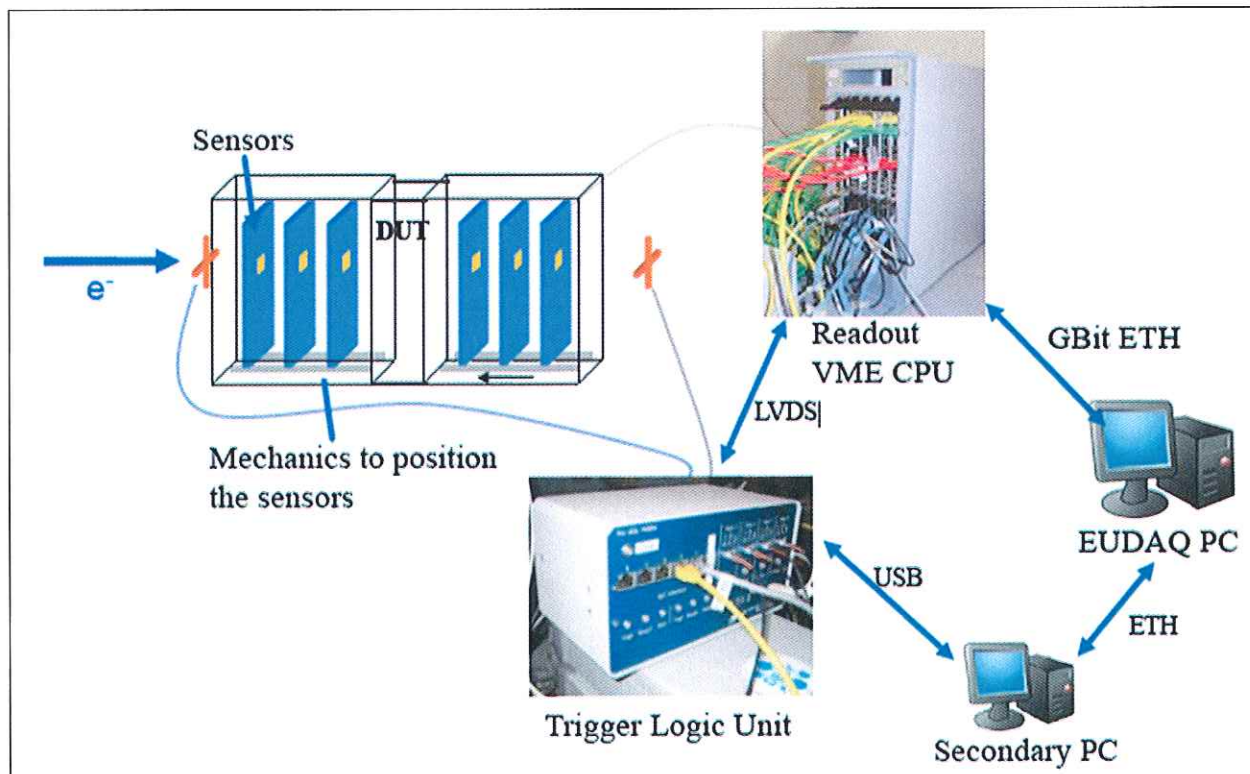 Sensors
DUT
e⁻
Mechanics to position
the sensors
Readout
VME CPU
GBit ETH
LVDS|
EUDAQ PC
USB
ETH
Trigger Logic Unit
Secondary PC